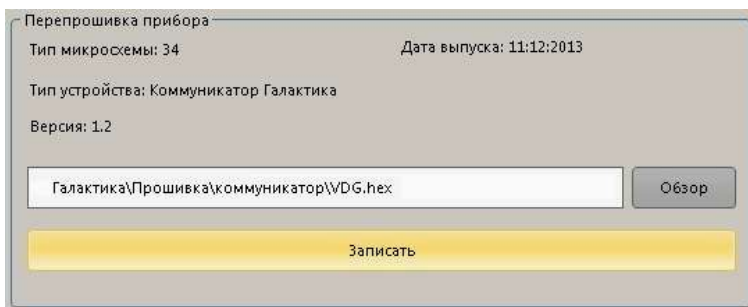 Перепрошивка прибора
Тип микросхемы: 34 Дата выпуска: 11:12:2013
Тип устройства: Коммуникатор Галактика
Версия: 1.2
Галактика\Прошивка\коммуникатор\VDG.hex Обзор
Записать